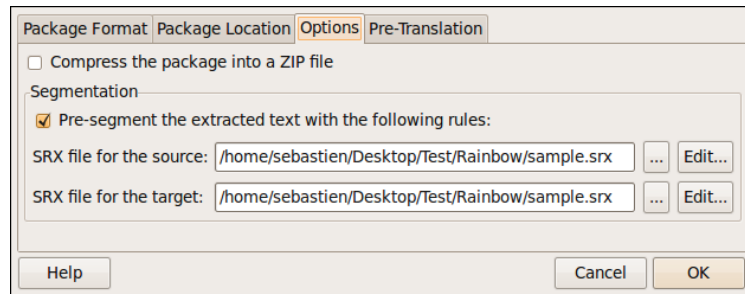 Package Format Package Location Options Pre-Translation
Compress the package into a ZIP file
Segmentation
Pre-segment the extracted text with the following rules:
SRX file for the source: /home/sebastien/Desktop/Test/Rainbow/sample.srx ... Edit...
SRX file for the target: /home/sebastien/Desktop/Test/Rainbow/sample.srx ... Edit...
Help Cancel OK